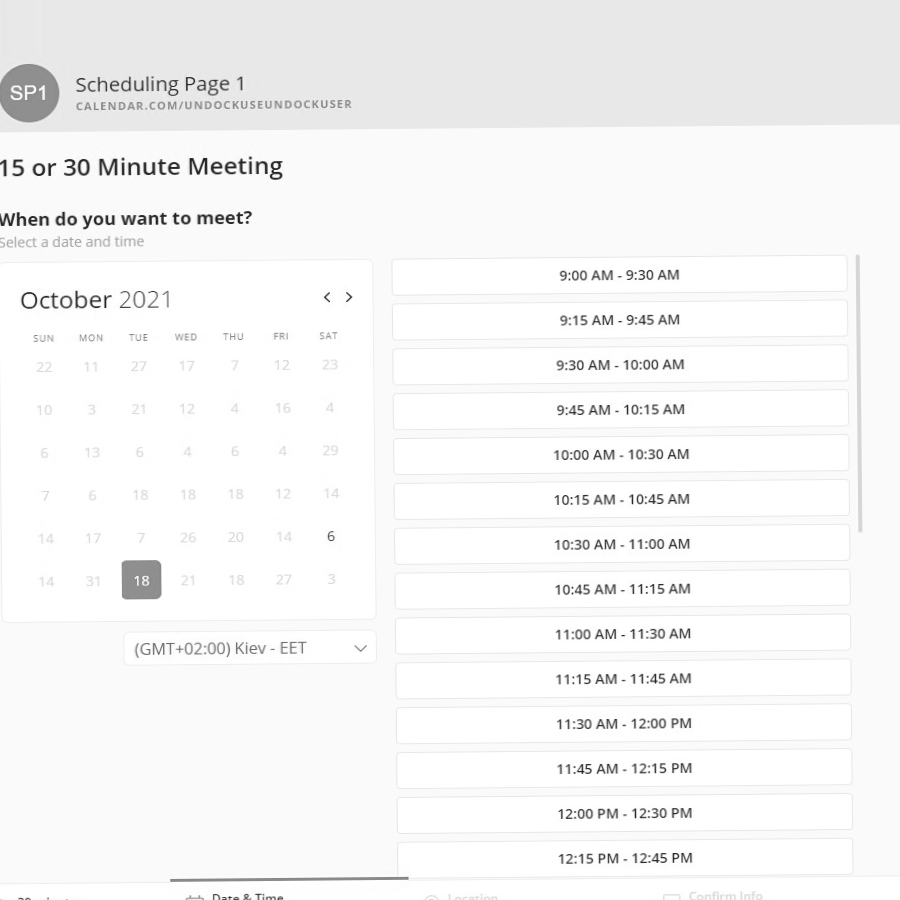 SP1
Scheduling Page 1
CALENDAR.COM/UNDOCKUSEUNDOCKUSER
15 or 30 Minute Meeting
When do you want to meet?
Select a date and time
October 2021
SUN MON TUE WED THU FRI SAT
22 11 27 17 7 12 23
10 3 21 12 4 16 4
6 13 6 4 6 4 29
7 6 18 18 18 12 14
14 17 7 26 20 14 6
14 31 18 21 18 27 3
(GMT+02:00) Kiev - EET
9:00 AM - 9:30 AM
9:15 AM - 9:45 AM
9:30 AM - 10:00 AM
9:45 AM - 10:15 AM
10:00 AM - 10:30 AM
10:15 AM - 10:45 AM
10:30 AM - 11:00 AM
10:45 AM - 11:15 AM
11:00 AM - 11:30 AM
11:15 AM - 11:45 AM
11:30 AM - 12:00 PM
11:45 AM - 12:15 PM
12:00 PM - 12:30 PM
12:15 PM - 12:45 PM
Date & Time Location Confirm Info